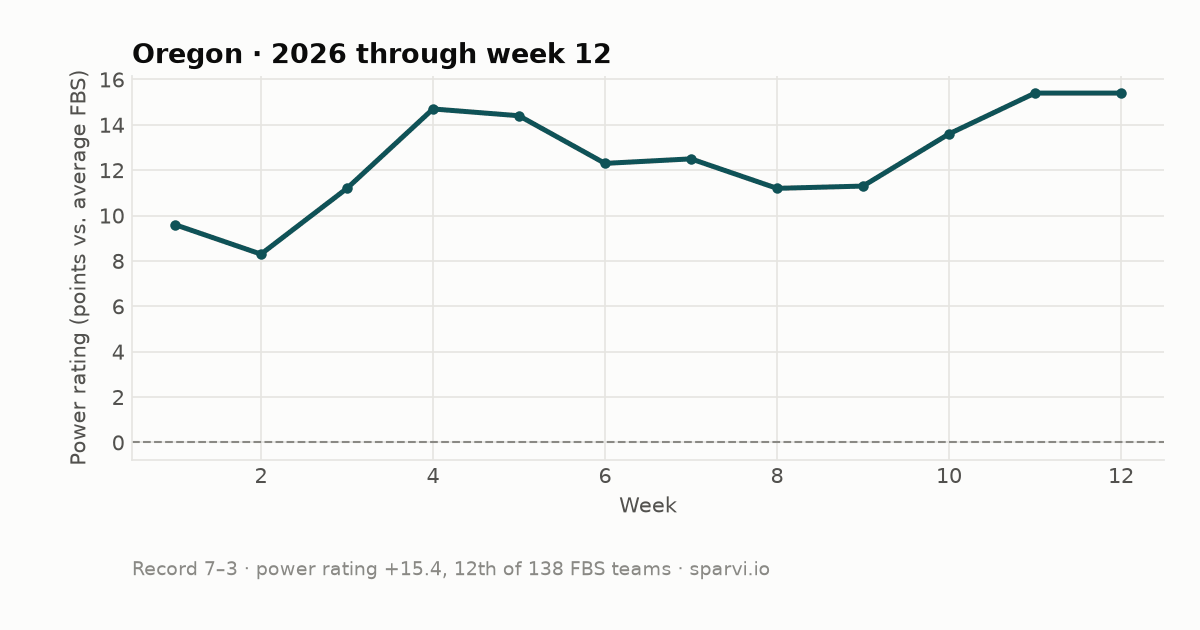 Oregon · 2026 through week 12
Power rating (points vs. average FBS)
16
14
12
10
8
6
4
2
0
2 4 6 8 10 12
Week
Record 7–3 · power rating +15.4, 12th of 138 FBS teams · sparvi.io